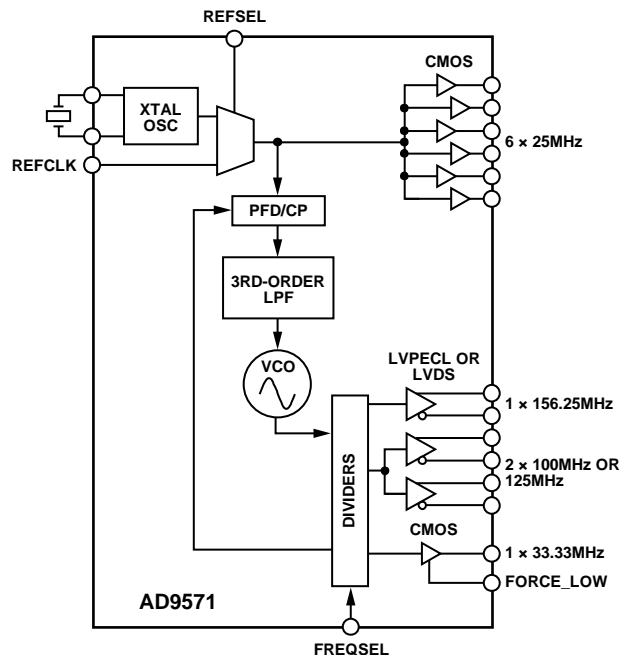 REFSEL
CMOS
XTAL
OSC
6 × 25MHz
REFCLK
PFD/CP
3RD-ORDER
LPF
LVPECL OR
LVDS
VCO
1 × 156.25MHz
DIVIDERS
2 × 100MHz OR
125MHz
CMOS
1 × 33.33MHz
FORCE_LOW
AD9571
FREQSEL